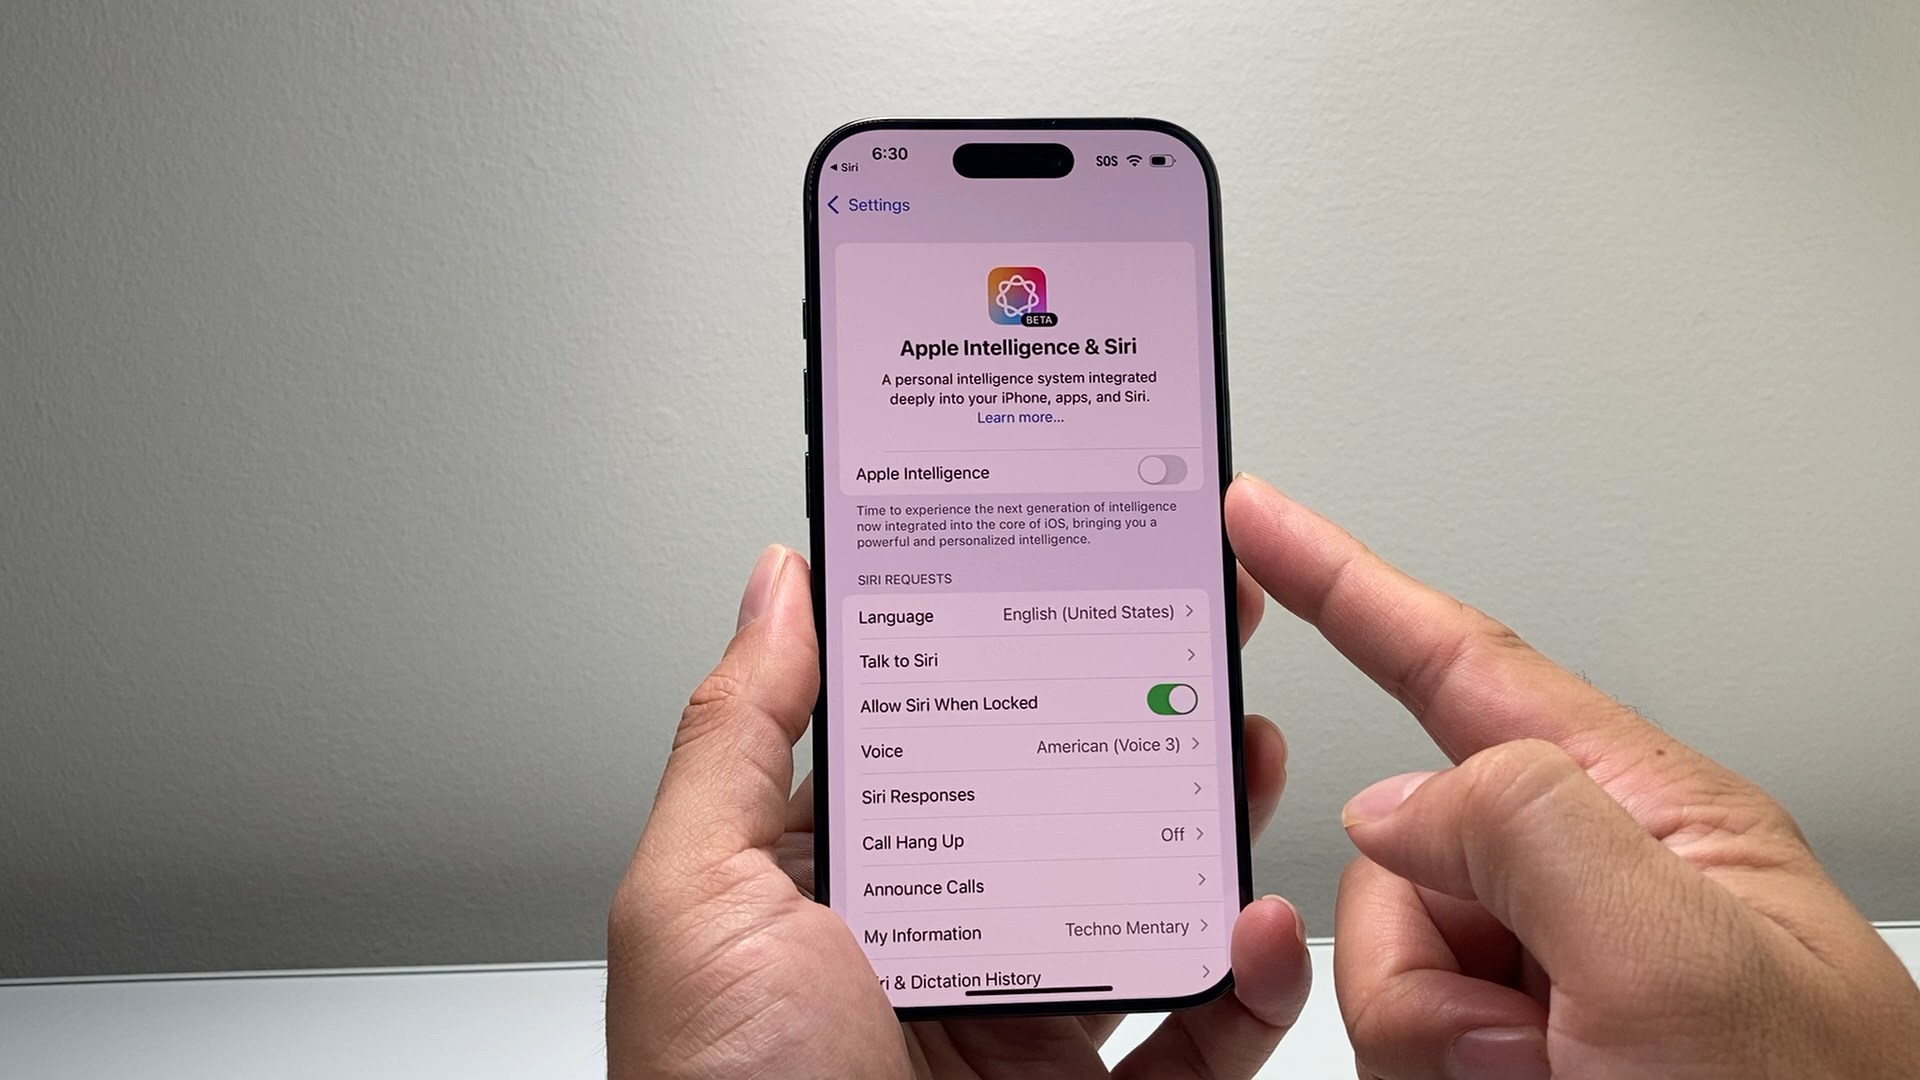 6:30
SOS
◀ Siri
Settings
BETA
Apple Intelligence & Siri
A personal intelligence system integrated
deeply into your iPhone, apps, and Siri.
Learn more...
Apple Intelligence
Time to experience the next generation of intelligence
now integrated into the core of iOS, bringing you a
powerful and personalized intelligence.
SIRI REQUESTS
Language English (United States)
Talk to Siri
Allow Siri When Locked
Voice American (Voice 3)
Siri Responses
Call Hang Up Off
Announce Calls
My Information Techno Mentary
ri & Dictation History